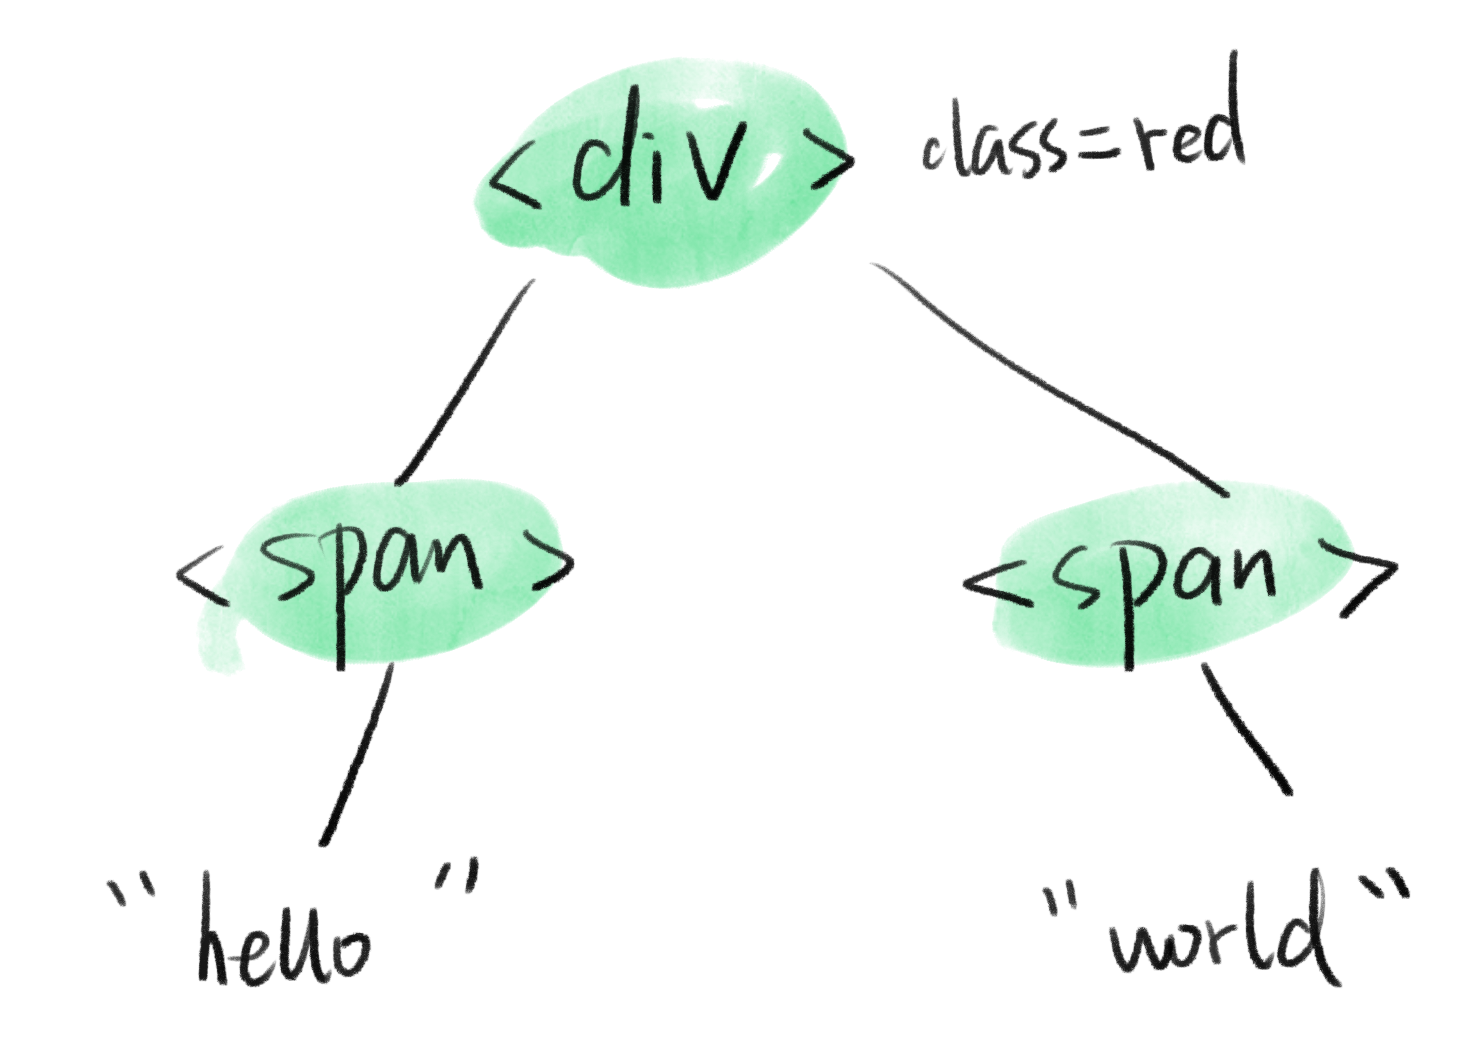 <div> class=red
<span> <span>
"hello" "world"